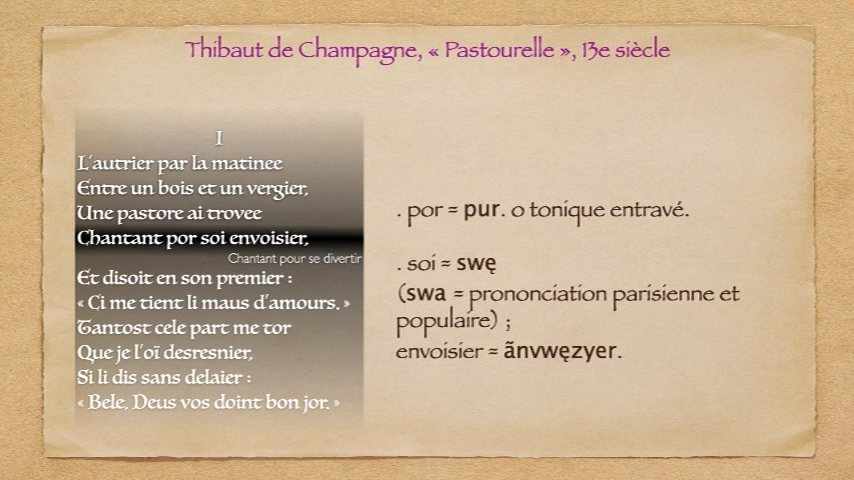 Thibaut de Champagne, « Pastourelle », 13e siècle
I
L'autrier par la matinee
Entre un bois et un vergier,
Une pastore ai trovee
Chantant por soi envoisier,
Chantant pour se divertir
Et disoit en son premier :
« Ci me tient li maus d'amours. »
Tantost cele part me tor
Que je l'oï desresnier,
Si li dis sans delaier :
« Bele, Deus vos doint bon jor. »
. por = pur. o tonique entravé.
. soi = swę
(swa = prononciation parisienne et
populaire) ;
envoisier = ãnvwęzyer.